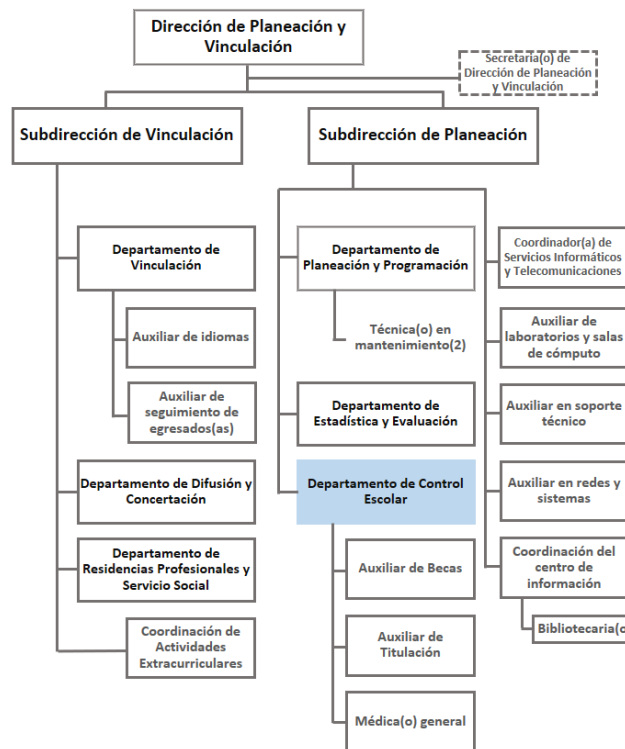 Dirección de Planeación y
Vinculación
Secretaria(o) de
Dirección de Planeación
y Vinculación
Subdirección de Vinculación
Subdirección de Planeación
Departamento de
Vinculación
Auxiliar de idiomas
Auxiliar de
seguimiento de
egresados(as)
Departamento de Difusión y
Concertación
Departamento de
Residencias Profesionales y
Servicio Social
Coordinación de
Actividades
Extracurriculares
Departamento de
Planeación y Programación
Técnica(o) en
mantenimiento(2)
Departamento de
Estadística y Evaluación
Departamento de Control
Escolar
Auxiliar de Becas
Auxiliar de
Titulación
Médica(o) general
Coordinador(a) de
Servicios Informáticos
y Telecomunicaciones
Auxiliar de
laboratorios y salas
de cómputo
Auxiliar en soporte
técnico
Auxiliar en redes y
sistemas
Coordinación del
centro de
información
Bibliotecaria(o